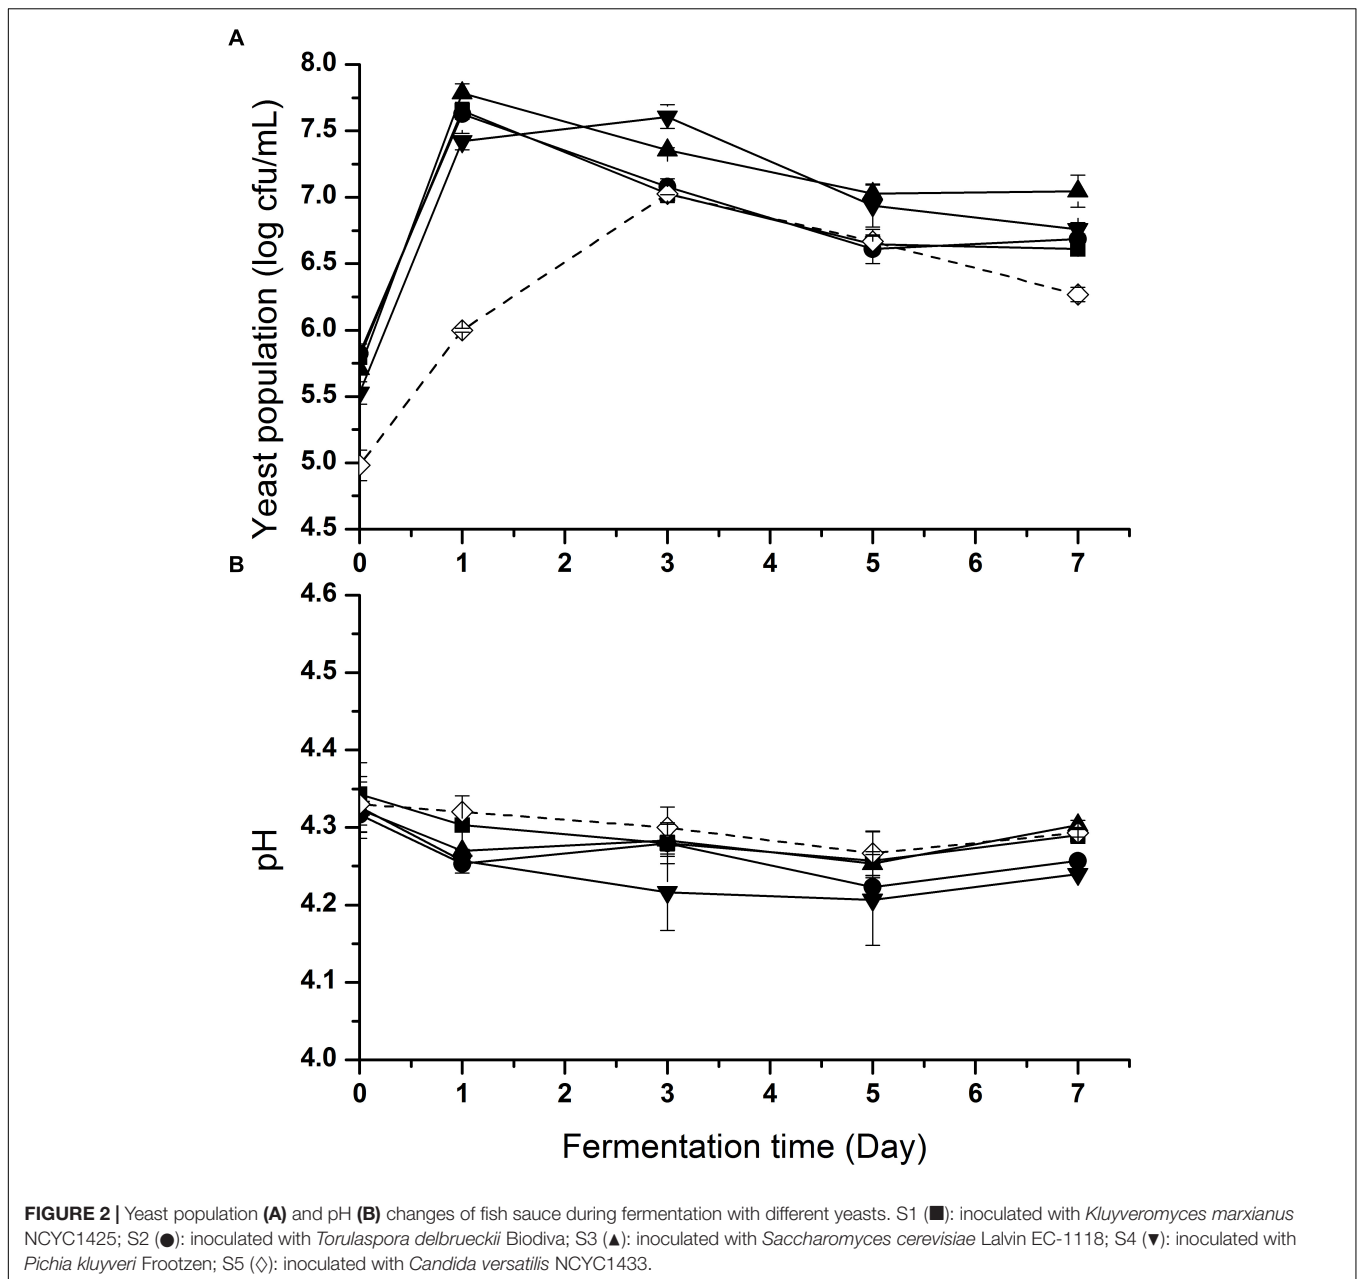 A
8.0
7.5
7.0
6.5
6.0
5.5
5.0
4.5
Yeast population (log cfu/mL)
0 1 2 3 4 5 6 7
B
4.6
4.5
4.4
4.3
4.2
4.1
4.0
pH
0 1 2 3 4 5 6 7
Fermentation time (Day)
FIGURE 2 | Yeast population (A) and pH (B) changes of fish sauce during fermentation with different yeasts. S1 (■): inoculated with Kluyveromyces marxianus
NCYC1425; S2 (●): inoculated with Torulaspora delbrueckii Biodiva; S3 (▲): inoculated with Saccharomyces cerevisiae Lalvin EC-1118; S4 (▼): inoculated with
Pichia kluyveri Frootzen; S5 (◇): inoculated with Candida versatilis NCYC1433.